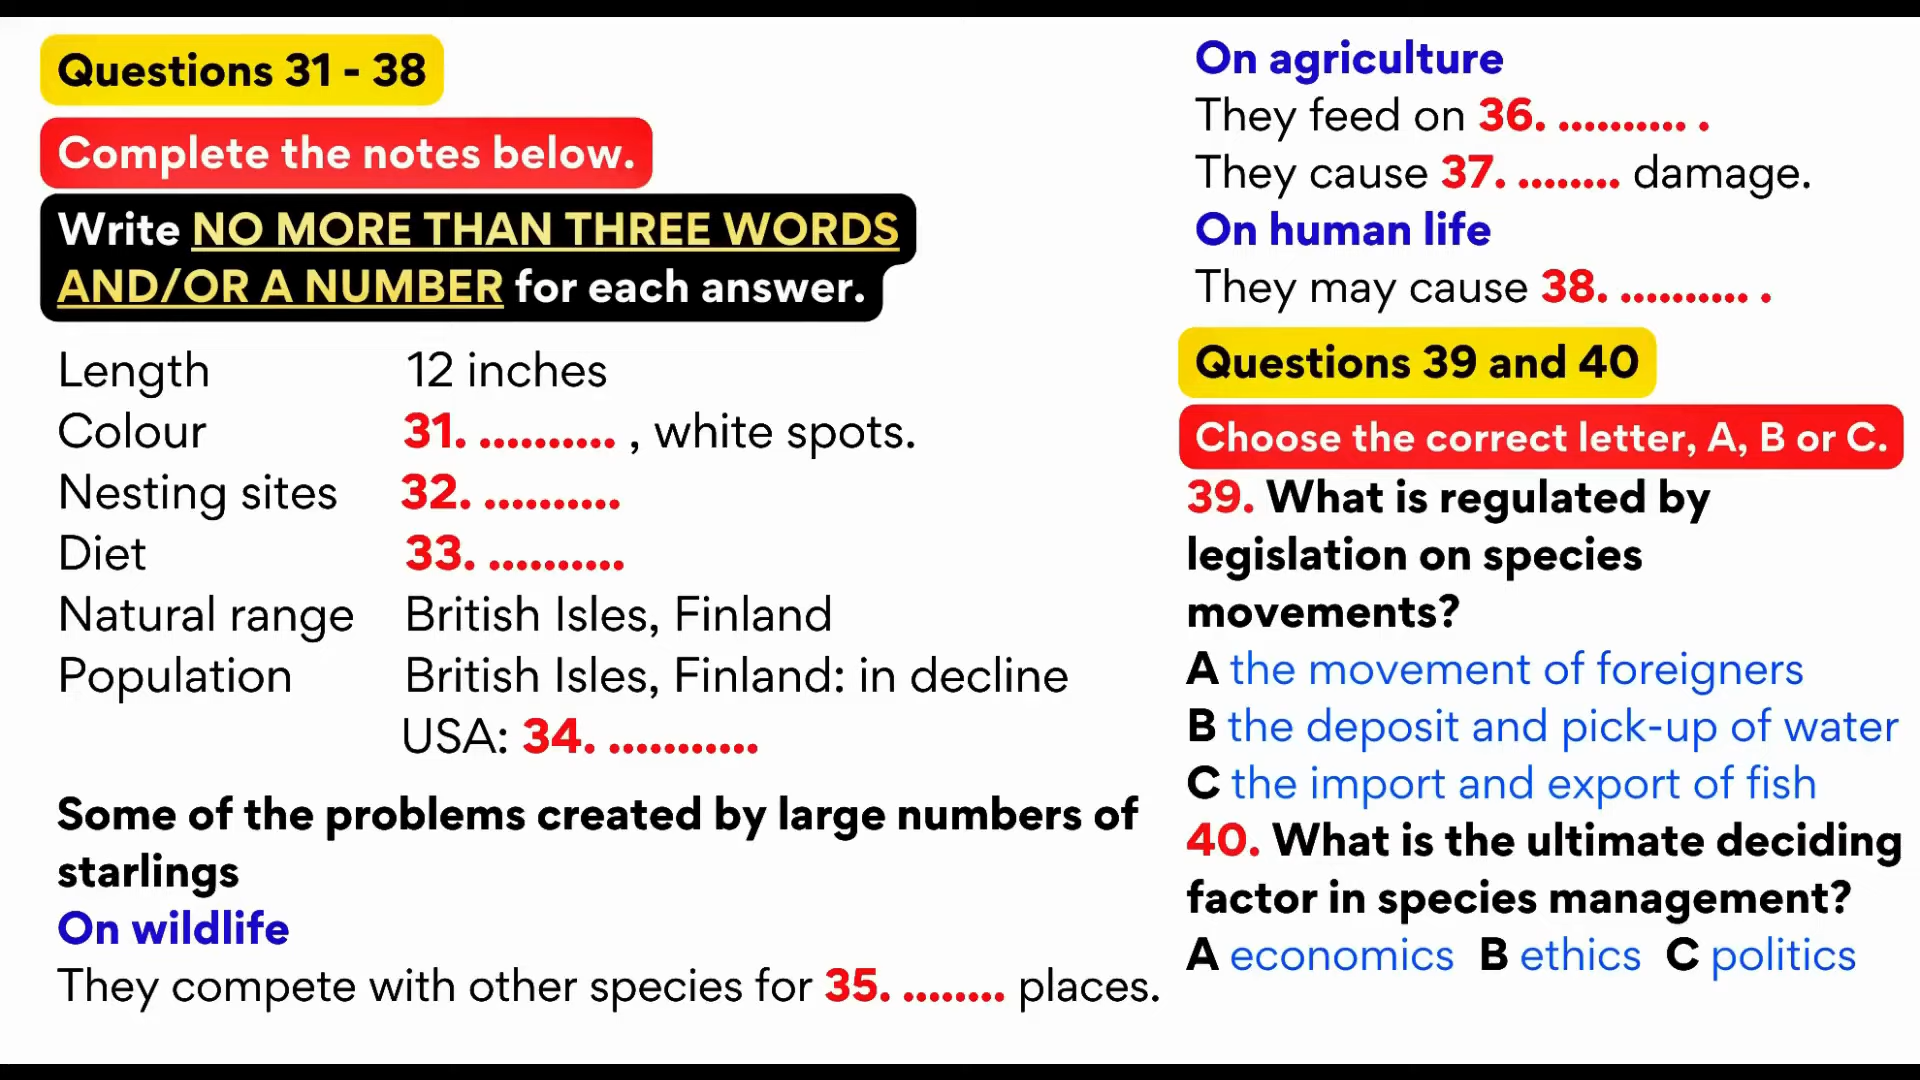 Questions 31 - 38
Complete the notes below.
Write NO MORE THAN THREE WORDS
AND/OR A NUMBER for each answer.
Length 12 inches
Colour 31. .......... , white spots.
Nesting sites 32. ..........
Diet 33. ..........
Natural range British Isles, Finland
Population British Isles, Finland: in decline
USA: 34. ...........
Some of the problems created by large numbers of
starlings
On wildlife
They compete with other species for 35. ........ places.
On agriculture
They feed on 36. .......... .
They cause 37. ........ damage.
On human life
They may cause 38. .......... .
Questions 39 and 40
Choose the correct letter, A, B or C.
39. What is regulated by
legislation on species
movements?
A the movement of foreigners
B the deposit and pick-up of water
C the import and export of fish
40. What is the ultimate deciding
factor in species management?
A economics B ethics C politics